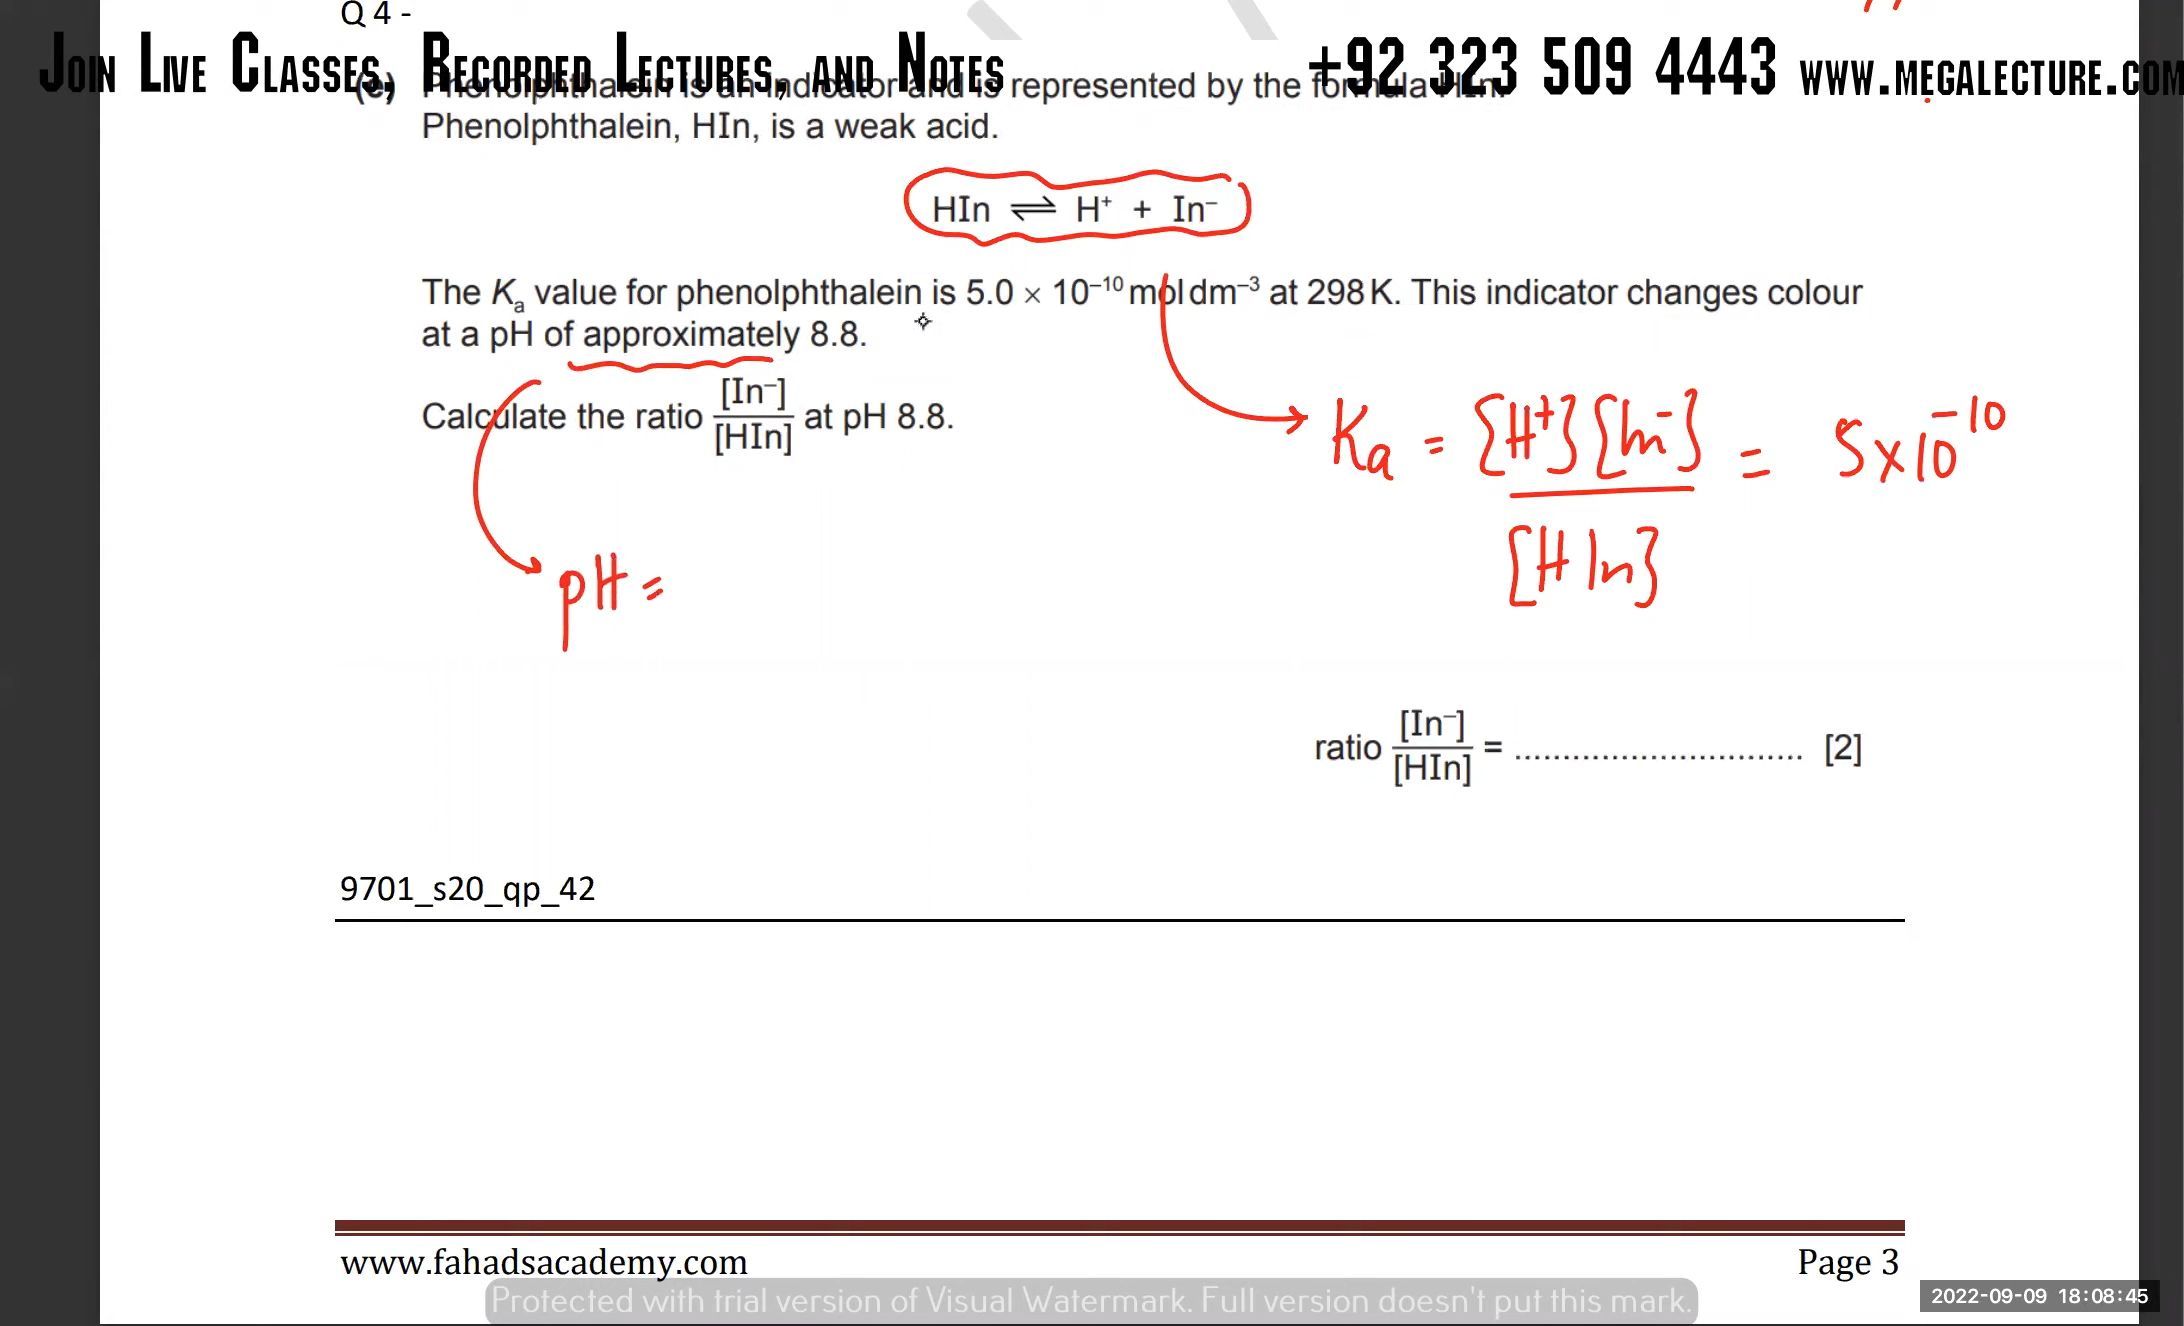 Q 4 -
JOIN LIVE CLASSES, RECORDED LECTURES, AND NOTES +92 323 509 4443 WWW.MEGALECTURE.COM
(e) Phenolphthalein is an indicator and is represented by the formula HIn.
Phenolphthalein, HIn, is a weak acid.
HIn ⇌ H⁺ + In⁻
The Kₐ value for phenolphthalein is 5.0 × 10⁻¹⁰ mol dm⁻³ at 298 K. This indicator changes colour
at a pH of approximately 8.8.
Calculate the ratio [In⁻]/[HIn] at pH 8.8.
Ka = [H⁺][In⁻]/[HIn] = 5x10⁻¹⁰
pH =
ratio [In⁻]/[HIn] = .............................. [2]
9701_s20_qp_42
www.fahadsacademy.com Page 3
Protected with trial version of Visual Watermark. Full version doesn't put this mark.
2022-09-09 18:08:45